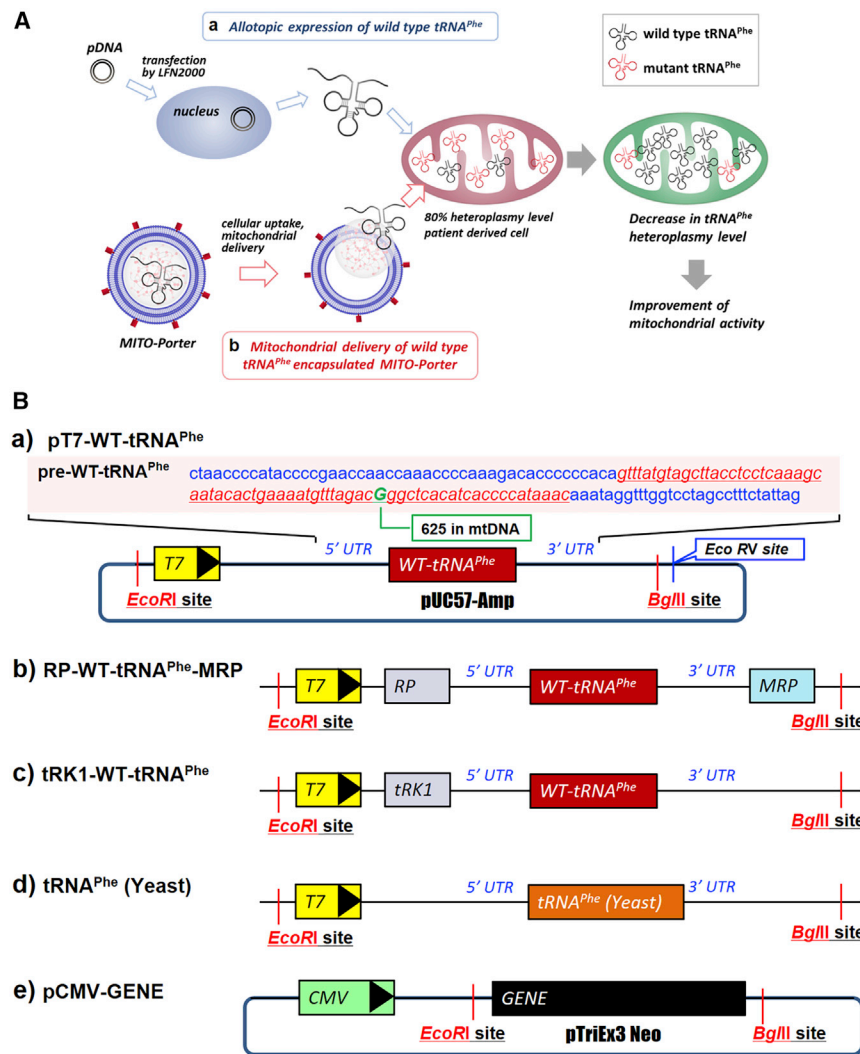 A
a Allotopic expression of wild type tRNAPhe
pDNA
transfection
by LFN2000
nucleus
wild type tRNAPhe
mutant tRNAPhe
cellular uptake,
mitochondrial
delivery
80% heteroplasmy level
patient derived cell
Decrease in tRNAPhe
heteroplasmy level
Improvement of
mitochondrial activity
MITO-Porter
b Mitochondrial delivery of wild type
tRNAPhe encapsulated MITO-Porter
B
a) pT7-WT-tRNAPhe
pre-WT-tRNAPhe
ctaaccccataccccgaaccaaccaaaccccaaagacaccccccacagtttatgtagcttacctcctcaaagc
aatacactgaaaatgtttagacGggctcacatcaccccataaacaaataggtttggtcctagcctttctattag
625 in mtDNA
5' UTR
3' UTR
Eco RV site
T7
WT-tRNAPhe
EcoRI site
pUC57-Amp
BglII site
b) RP-WT-tRNAPhe-MRP
5' UTR
3' UTR
T7
RP
WT-tRNAPhe
MRP
EcoRI site
BglII site
c) tRK1-WT-tRNAPhe
5' UTR
3' UTR
T7
tRK1
WT-tRNAPhe
EcoRI site
BglII site
d) tRNAPhe (Yeast)
5' UTR
3' UTR
T7
tRNAPhe (Yeast)
EcoRI site
BglII site
e) pCMV-GENE
CMV
GENE
EcoRI site
pTriEx3 Neo
BglII site